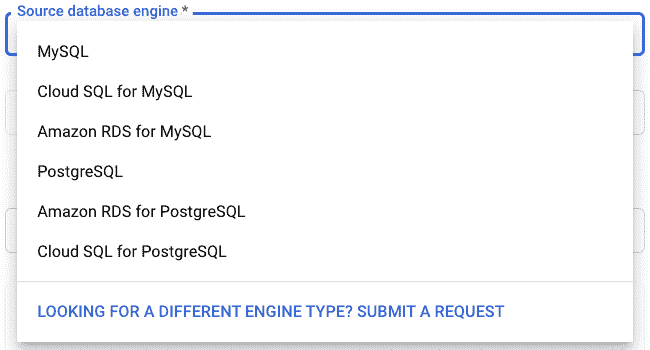 Source database engine *
MySQL
Cloud SQL for MySQL
Amazon RDS for MySQL
PostgreSQL
Amazon RDS for PostgreSQL
Cloud SQL for PostgreSQL
LOOKING FOR A DIFFERENT ENGINE TYPE? SUBMIT A REQUEST